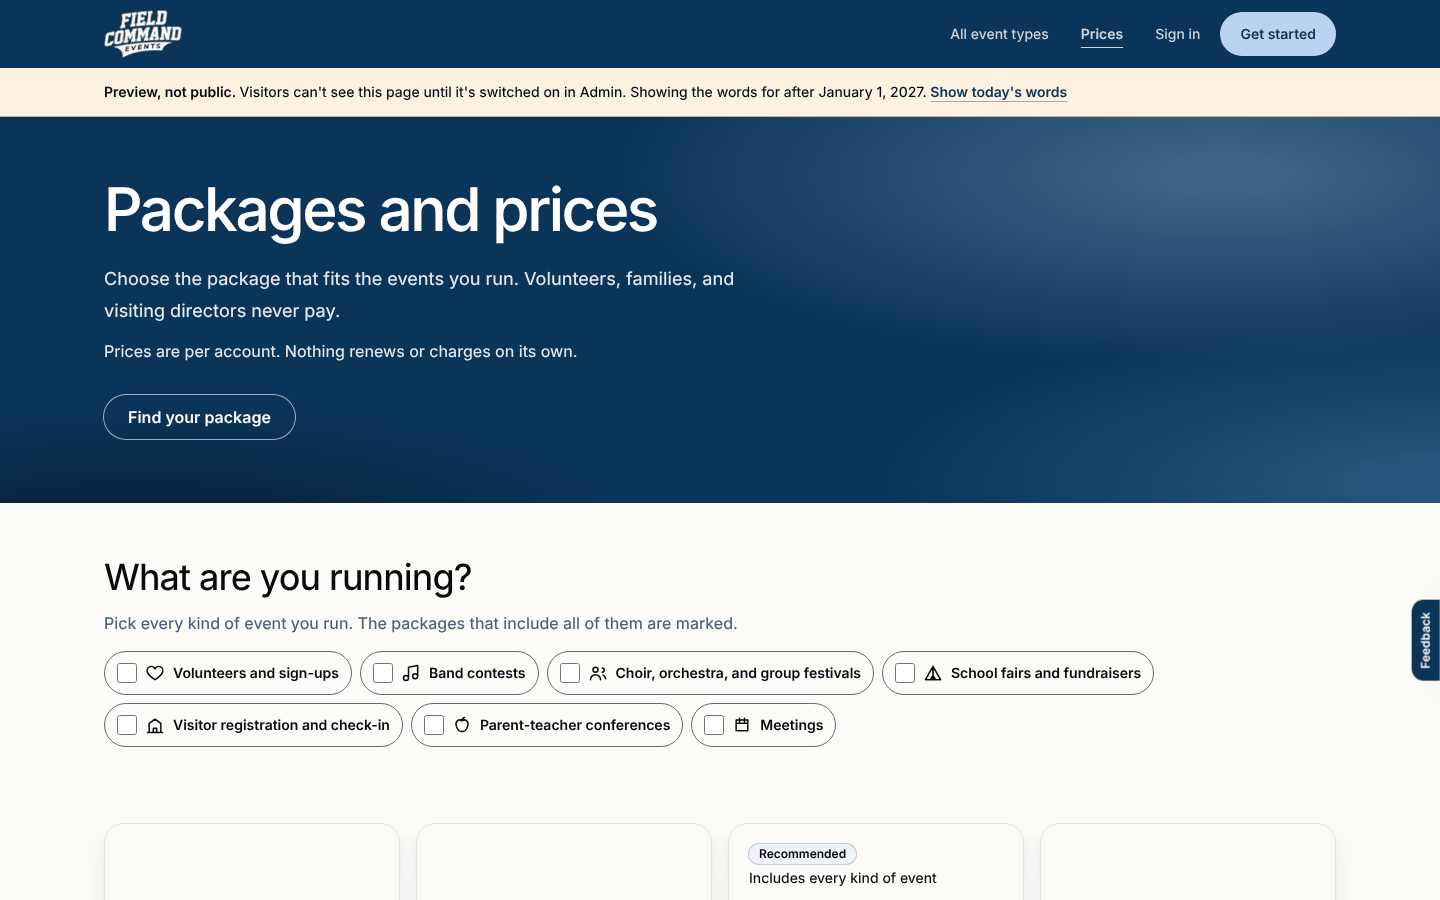 FIELD
COMMAND
EVENTS
All event types
Prices
Sign in
Get started
Preview, not public. Visitors can't see this page until it's switched on in Admin. Showing the words for after January 1, 2027. Show today's words
Packages and prices
Choose the package that fits the events you run. Volunteers, families, and
visiting directors never pay.
Prices are per account. Nothing renews or charges on its own.
Find your package
What are you running?
Pick every kind of event you run. The packages that include all of them are marked.
Volunteers and sign-ups
Band contests
Choir, orchestra, and group festivals
School fairs and fundraisers
Visitor registration and check-in
Parent-teacher conferences
Meetings
Feedback
Recommended
Includes every kind of event